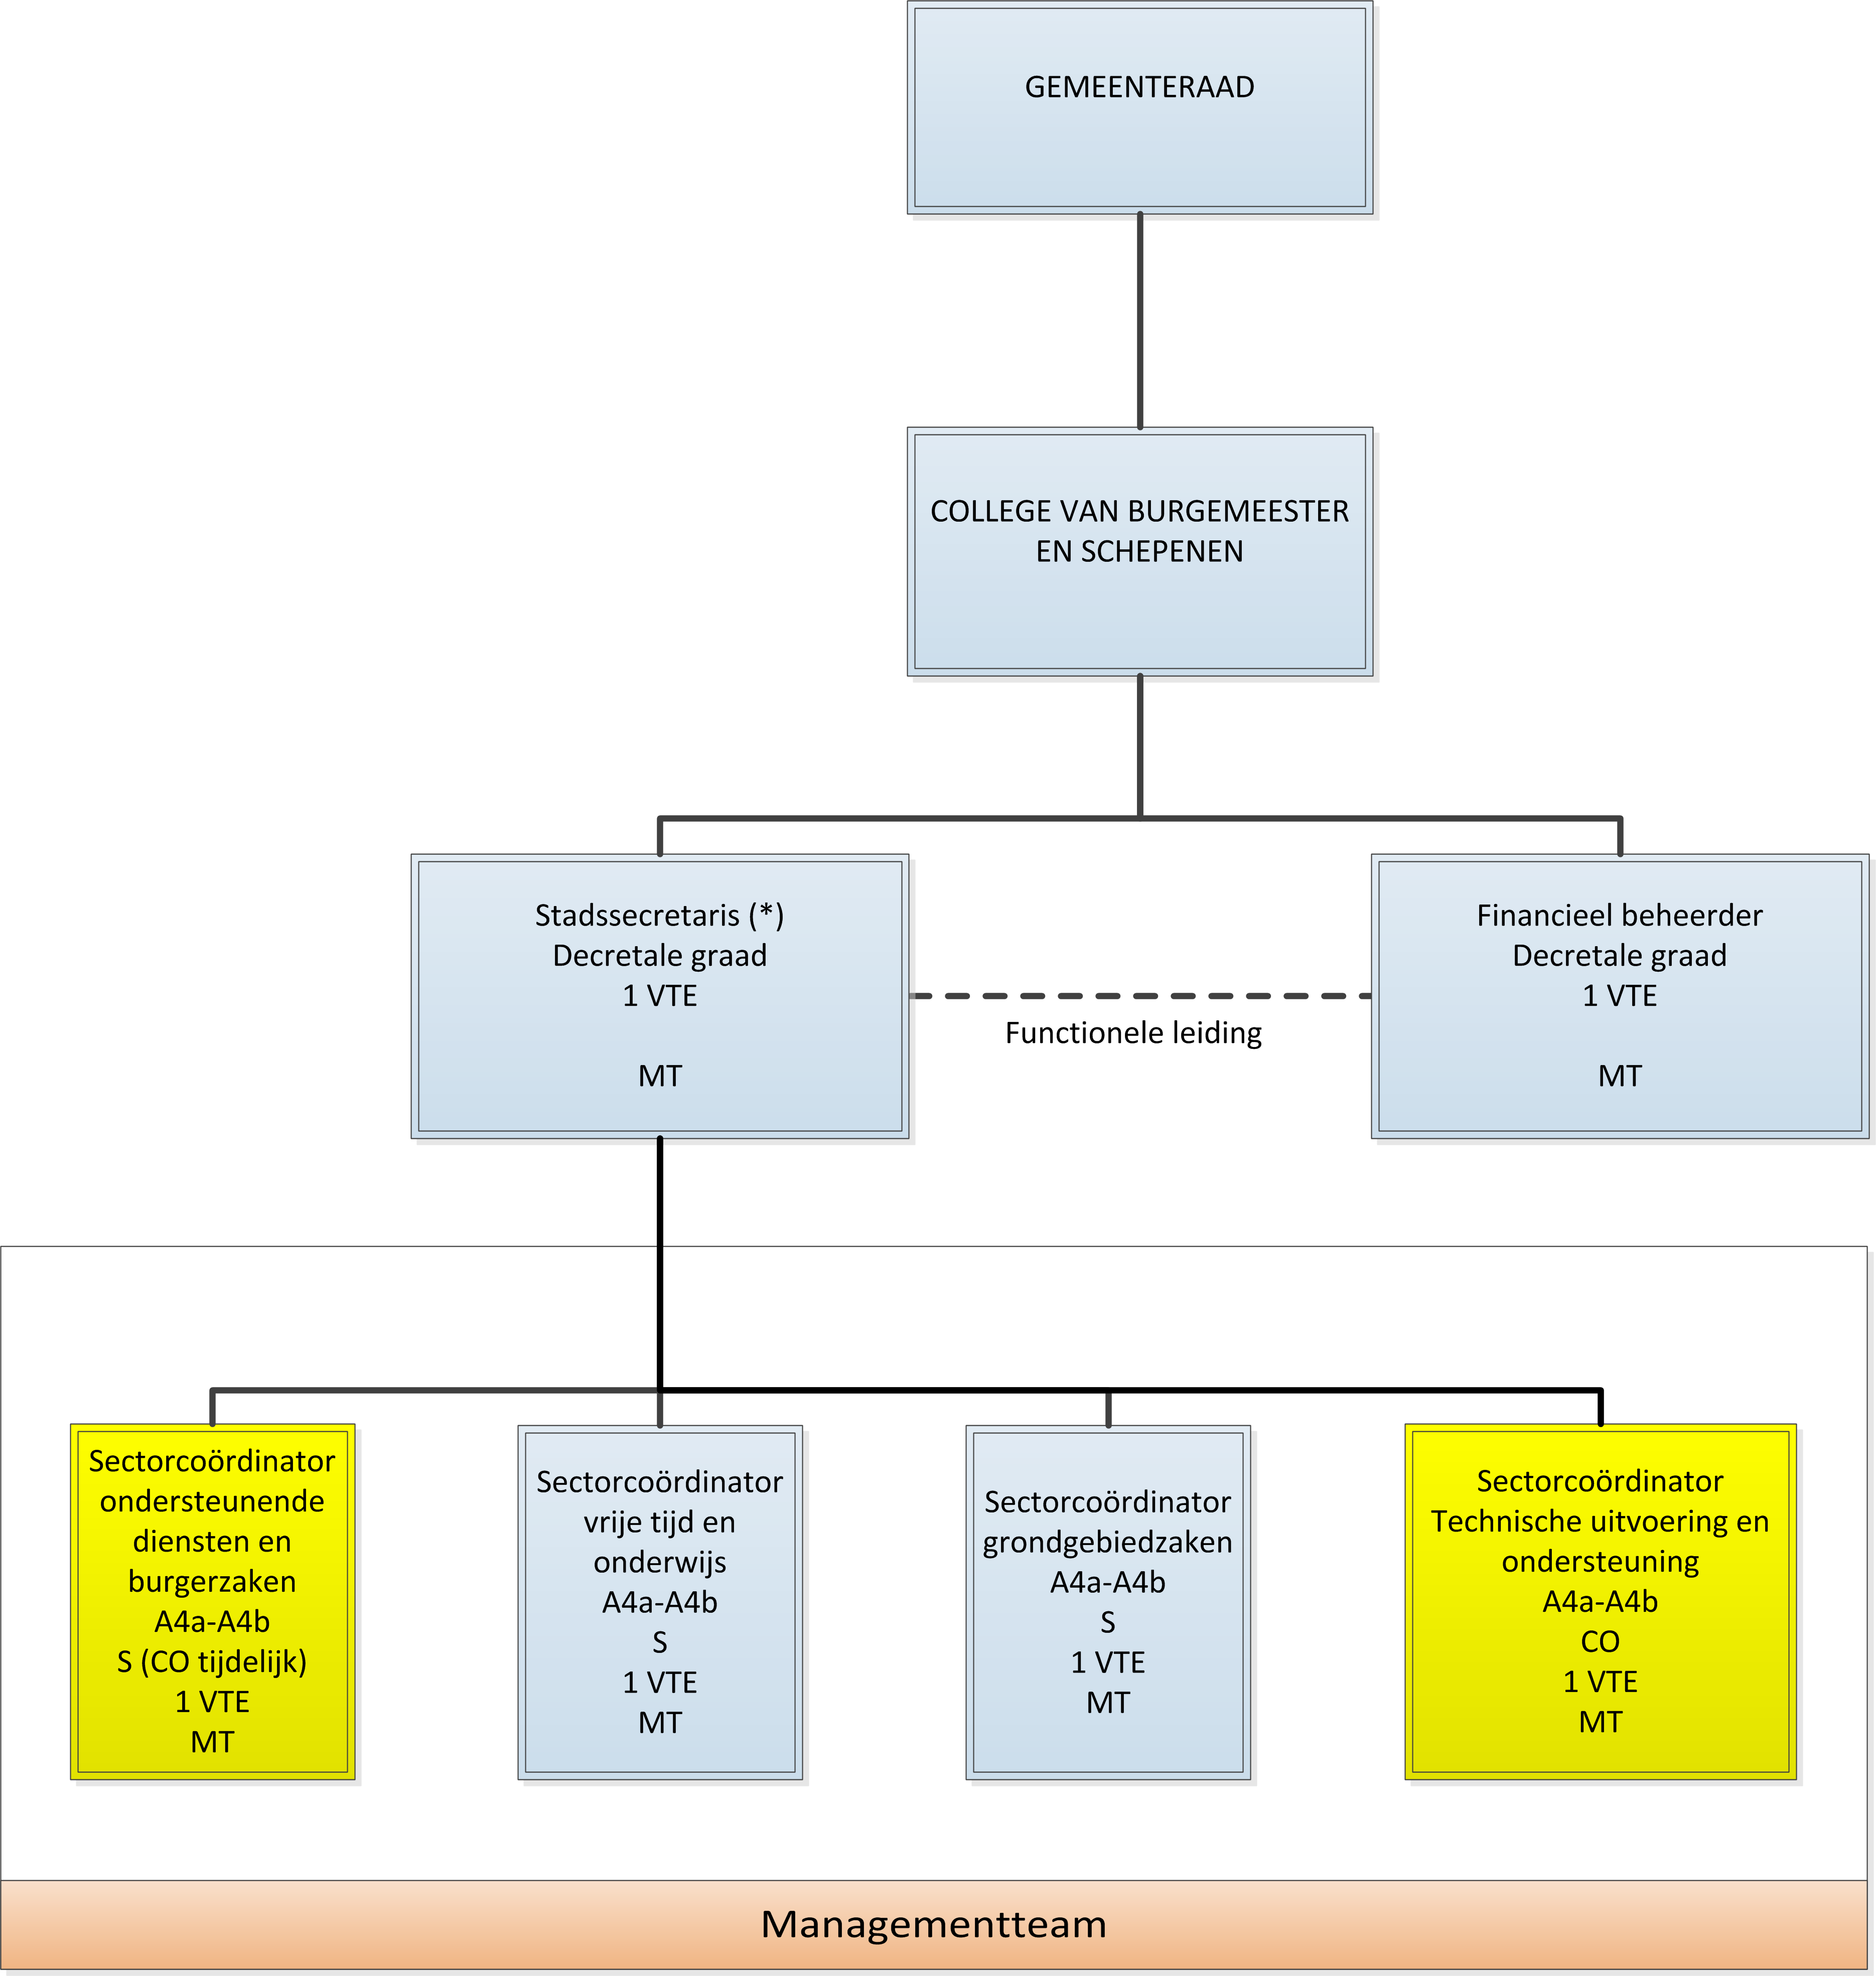 GEMEENTERAAD
COLLEGE VAN BURGEMEESTER
EN SCHEPENEN
Stadssecretaris (*)
Decretale graad
1 VTE
MT
Functionele leiding
Financieel beheerder
Decretale graad
1 VTE
MT
Sectorcoördinator
ondersteunende
diensten en
burgerzaken
A4a-A4b
S (CO tijdelijk)
1 VTE
MT
Sectorcoördinator
vrije tijd en
onderwijs
A4a-A4b
S
1 VTE
MT
Sectorcoördinator
grondgebiedzaken
A4a-A4b
S
1 VTE
MT
Sectorcoördinator
Technische uitvoering en
ondersteuning
A4a-A4b
CO
1 VTE
MT
Managementteam